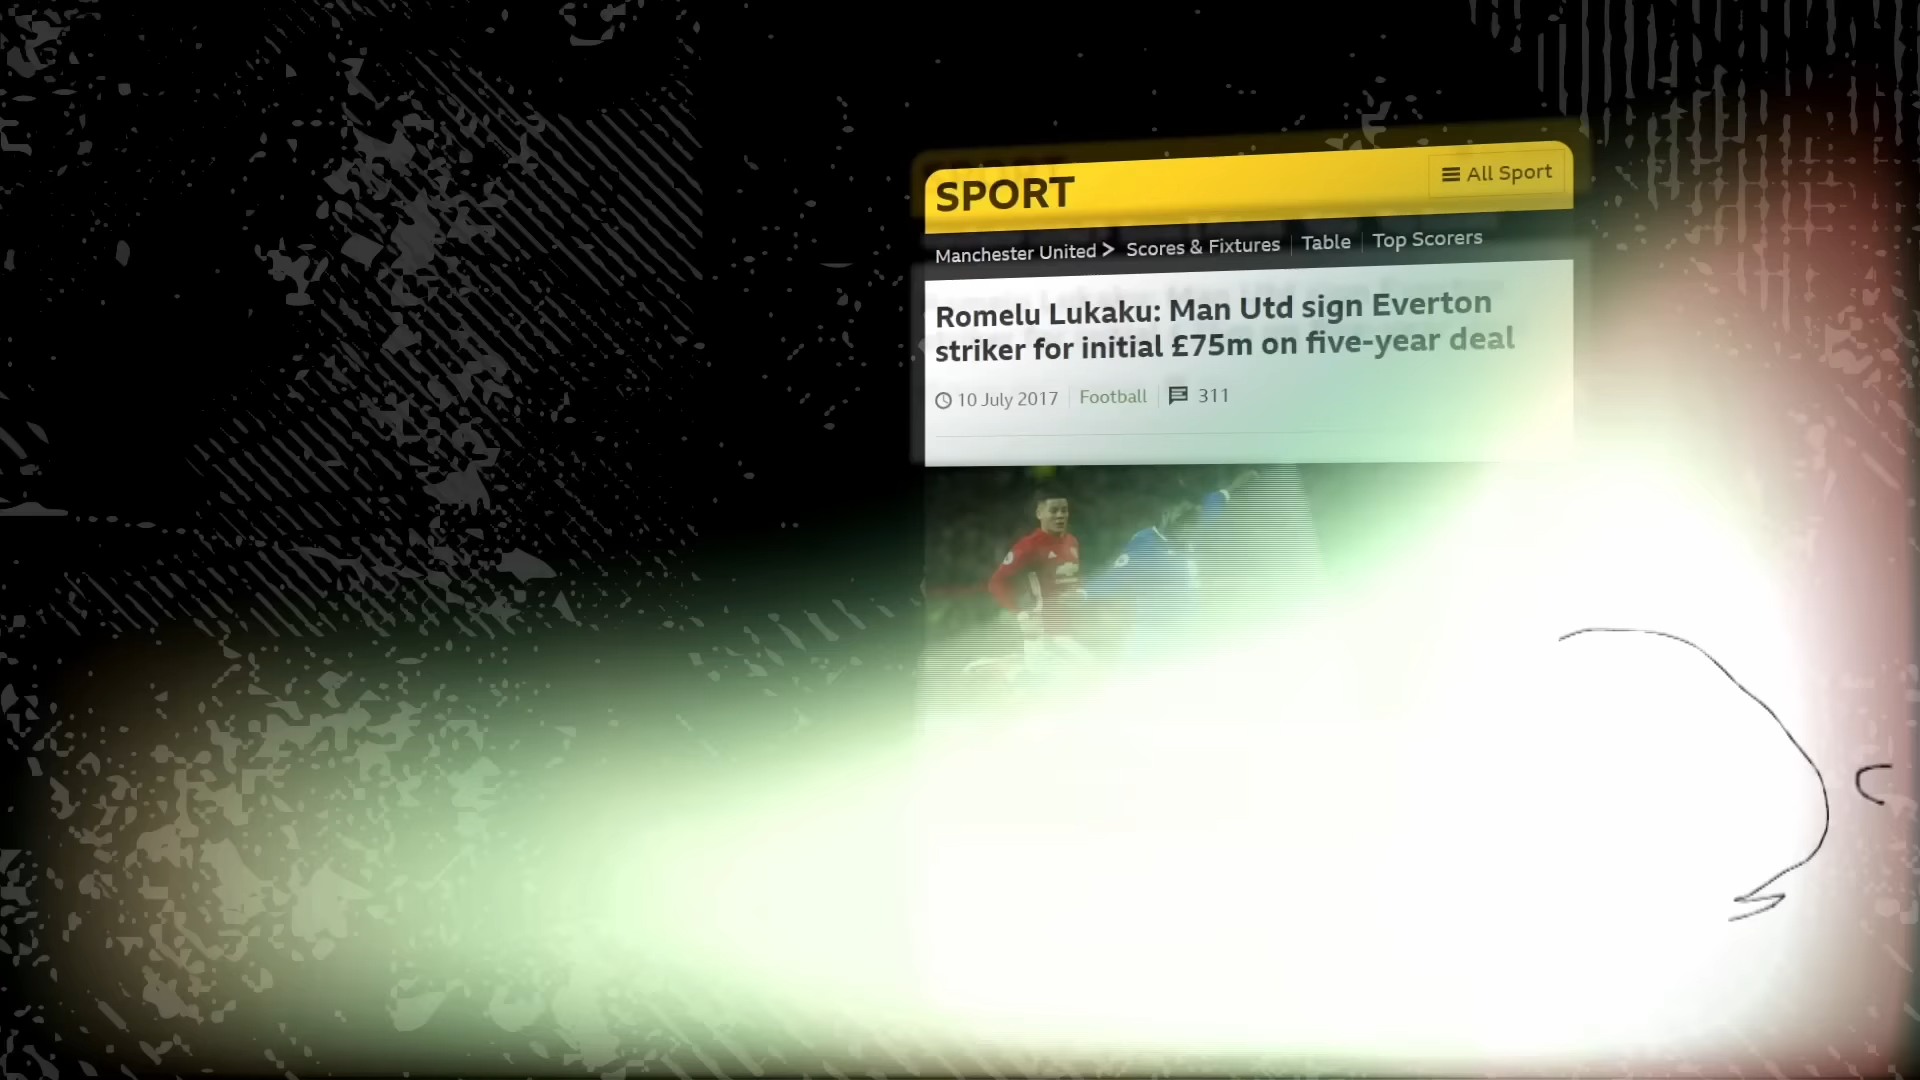 SPORT
All Sport
Manchester United > Scores & Fixtures Table Top Scorers
Romelu Lukaku: Man Utd sign Everton
striker for initial £75m on five-year deal
10 July 2017 Football 311